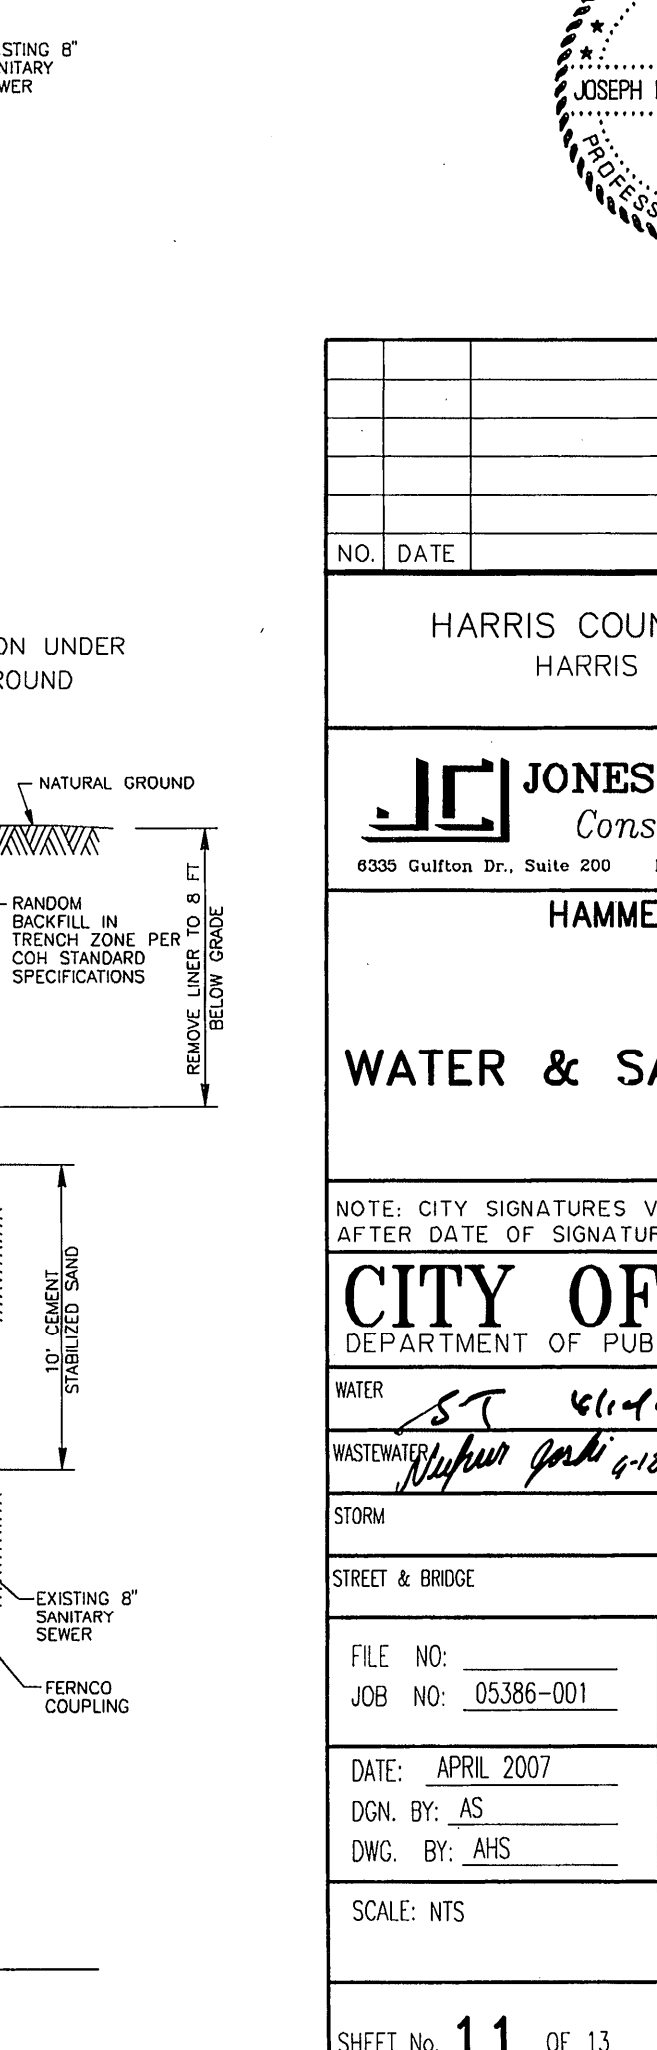 STING 8"
NITARY
WER
JOSEPH
PROFESS
NO. DATE
ON UNDER
ROUND
HARRIS COUN
HARRIS
NATURAL GROUND
JONES
Cons
6335 Gulfton Dr., Suite 200
RANDOM
BACKFILL IN
TRENCH ZONE PER
COH STANDARD
SPECIFICATIONS
REMOVE LINER TO 8 FT
BELOW GRADE
HAMME
WATER & SA
NOTE: CITY SIGNATURES V
AFTER DATE OF SIGNATUR
CITY OF
DEPARTMENT OF PUB
10' CEMENT
STABILIZED SAND
WATER ST
WASTEWATER Nupur Joshi
STORM
STREET & BRIDGE
EXISTING 8"
SANITARY
SEWER
FERNCO
COUPLING
FILE NO:
JOB NO: 05386-001
DATE: APRIL 2007
DGN. BY: AS
DWG. BY: AHS
SCALE: NTS
SHEET No. 11 OF 13